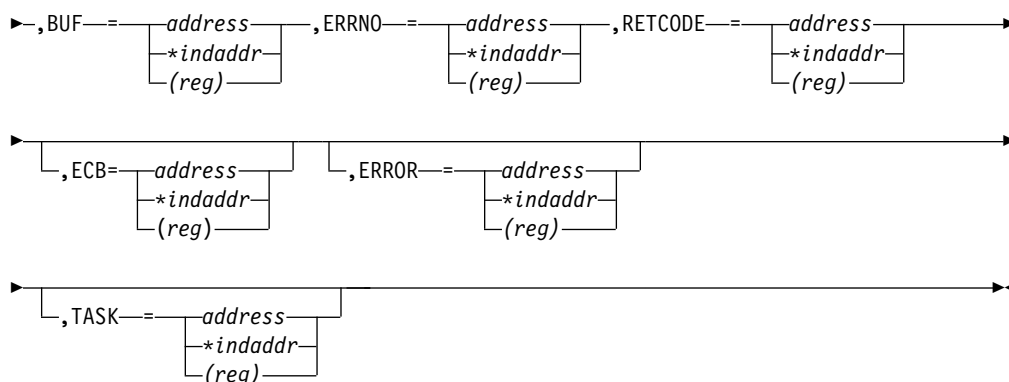 ,BUF = address ,ERRNO = address ,RETCODE = address
*indaddr *indaddr *indaddr
(reg) (reg) (reg)
,ECB= address ,ERROR = address
*indaddr *indaddr
(reg) (reg)
,TASK = address
*indaddr
(reg)